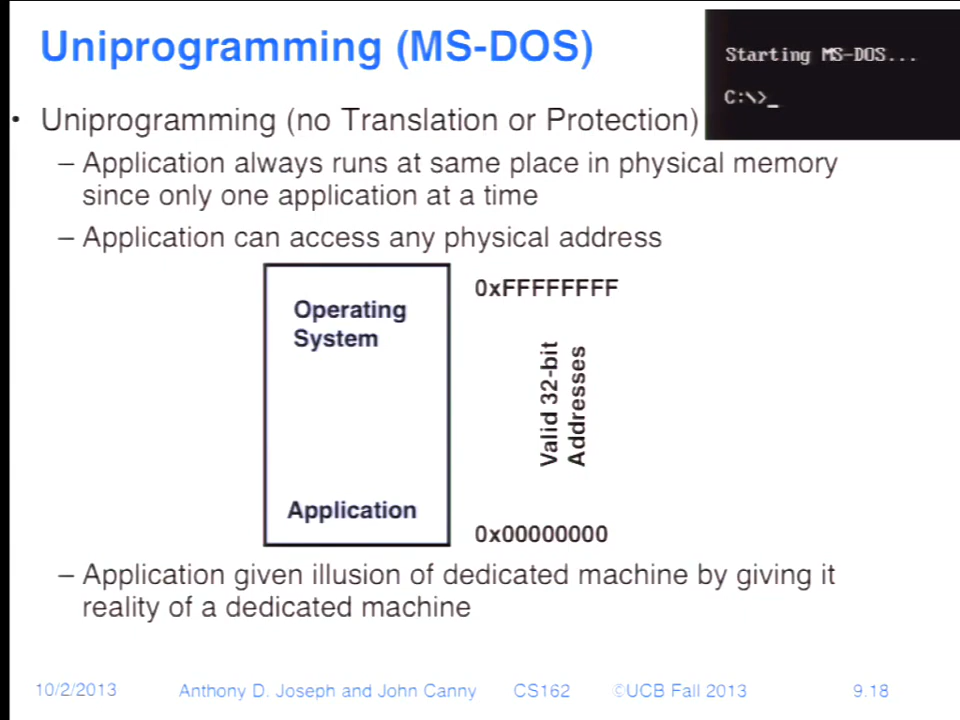 Uniprogramming (MS-DOS)
Starting MS-DOS...
C:\>_
• Uniprogramming (no Translation or Protection)
– Application always runs at same place in physical memory
since only one application at a time
– Application can access any physical address
Operating
System
Application
0xFFFFFFFF
Valid 32-bit
Addresses
0x00000000
– Application given illusion of dedicated machine by giving it
reality of a dedicated machine
10/2/2013 Anthony D. Joseph and John Canny CS162 ©UCB Fall 2013 9.18